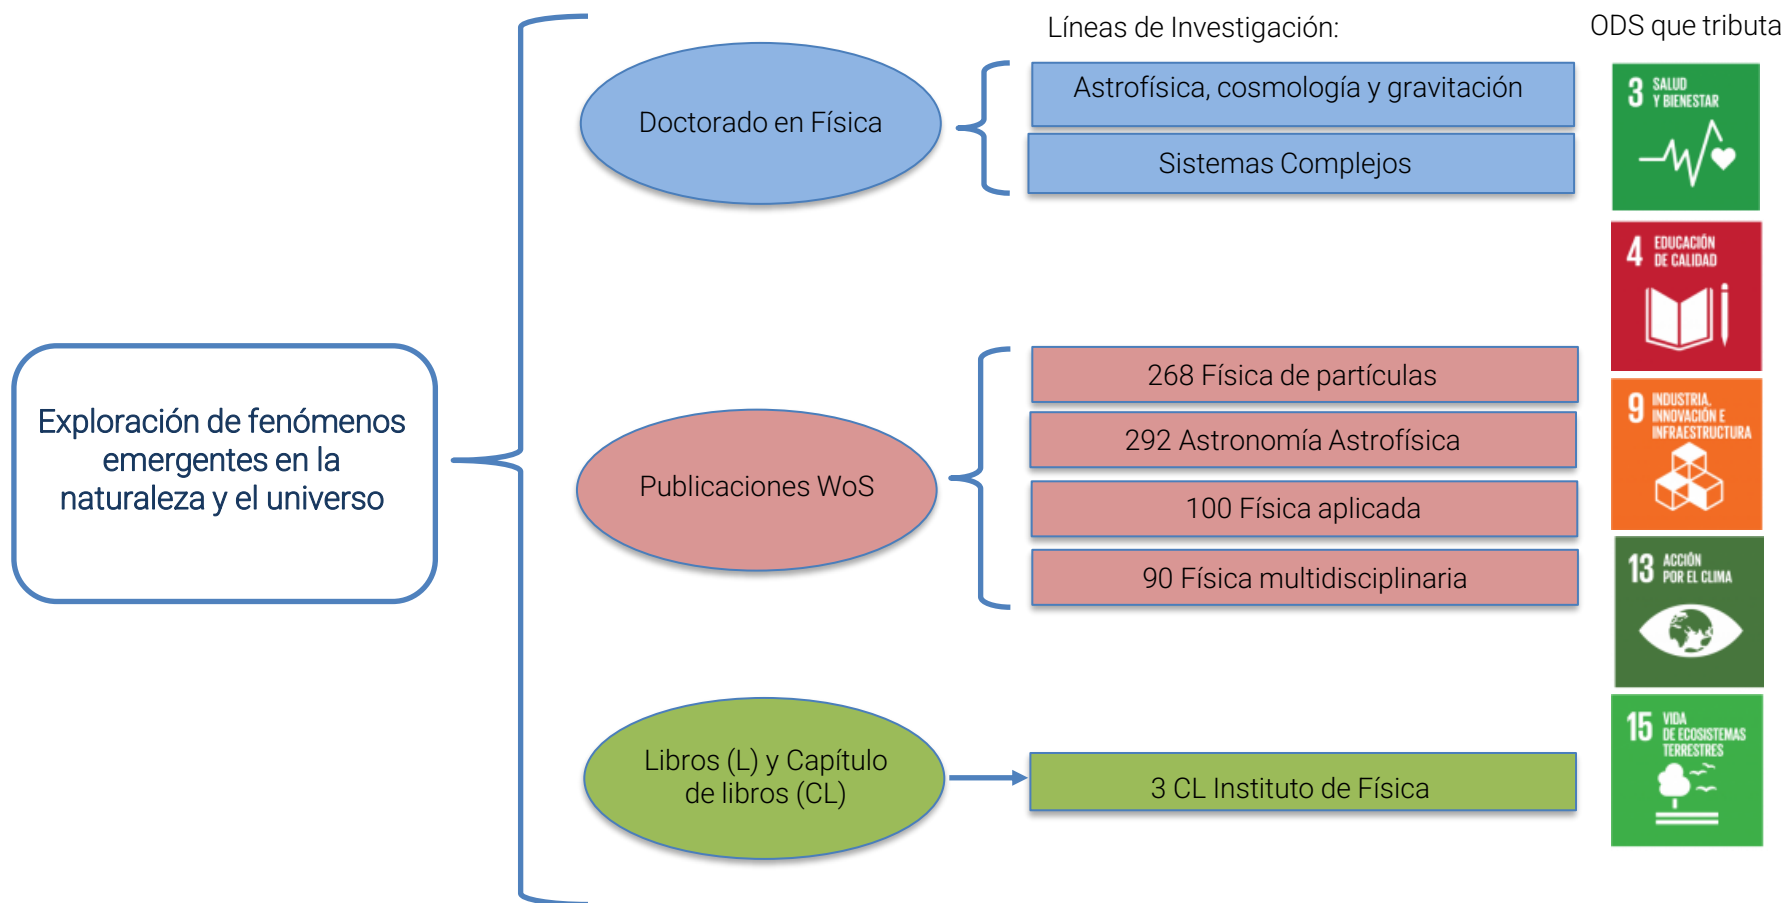 Líneas de Investigación:
ODS que tributa
Exploración de fenómenos
emergentes en la
naturaleza y el universo
Doctorado en Física
Astrofísica, cosmología y gravitación
Sistemas Complejos
Publicaciones WoS
268 Física de partículas
292 Astronomía Astrofísica
100 Física aplicada
90 Física multidisciplinaria
Libros (L) y Capítulo
de libros (CL)
3 CL Instituto de Física
3 SALUD
Y BIENESTAR
4 EDUCACIÓN
DE CALIDAD
9 INDUSTRIA,
INNOVACIÓN E
INFRAESTRUCTURA
13 ACCIÓN
POR EL CLIMA
15 VIDA
DE ECOSISTEMAS
TERRESTRES